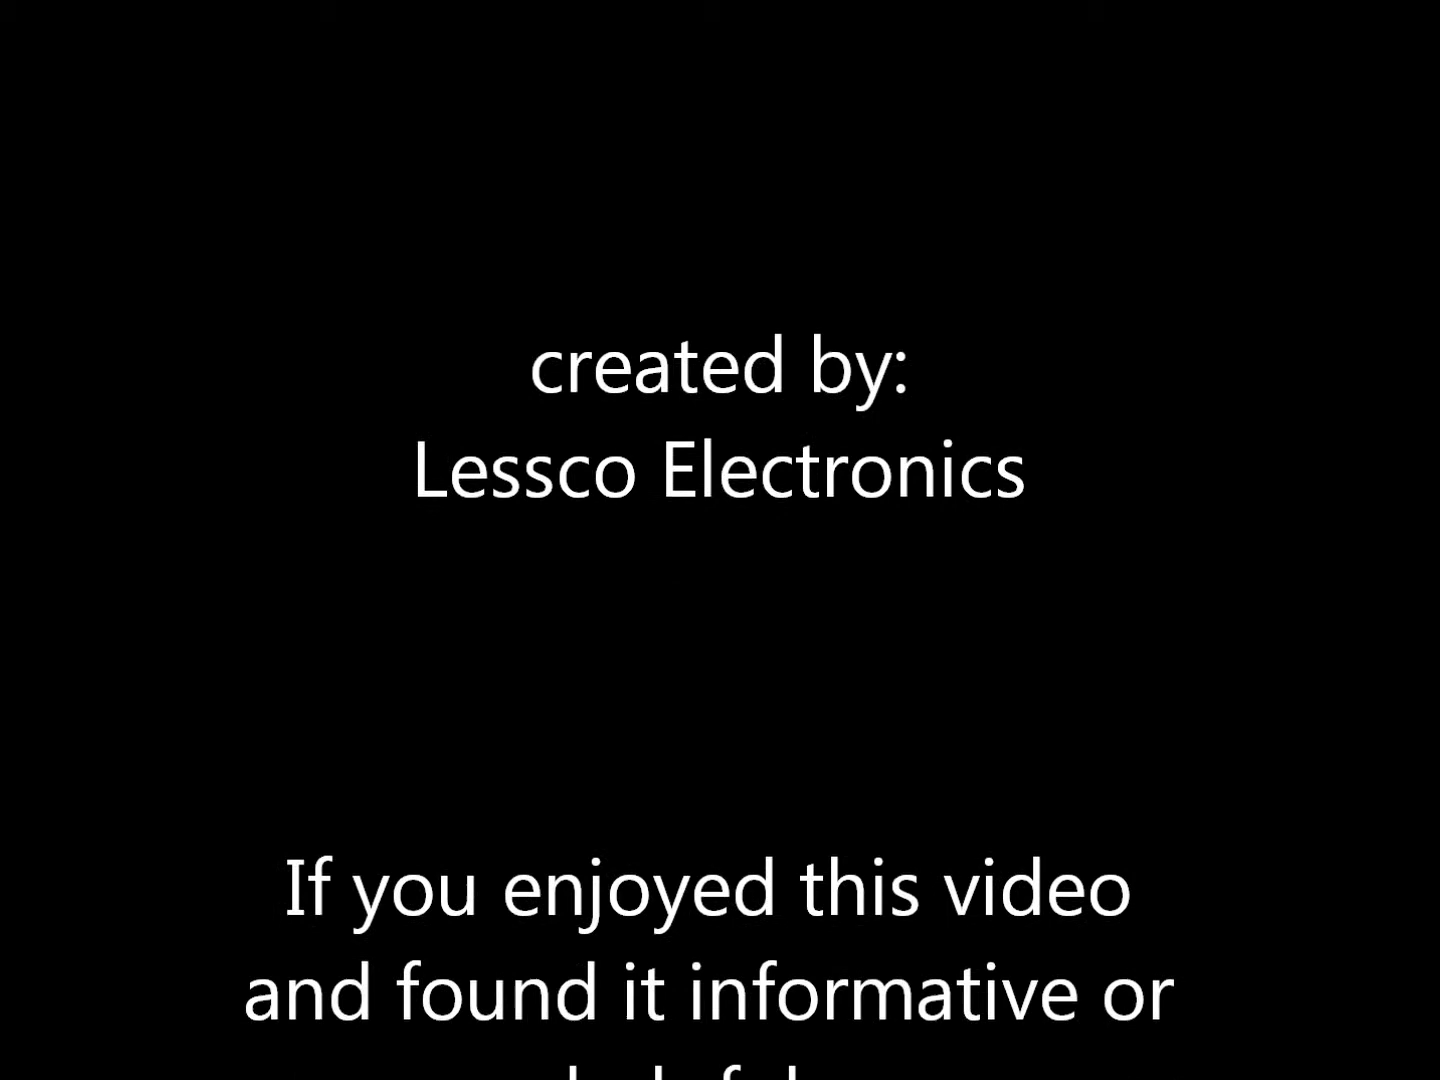 created by:
Lessco Electronics
If you enjoyed this video
and found it informative or